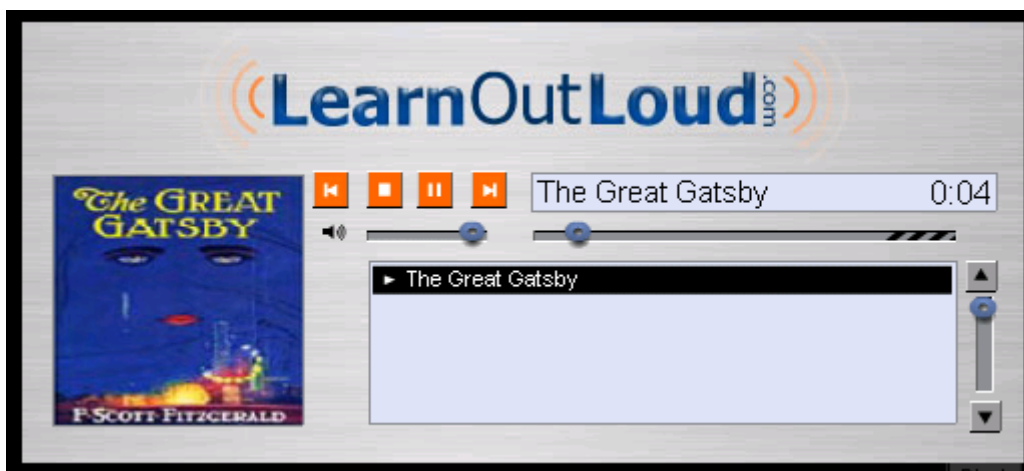 LearnOutLoud.com
The GREAT
GATSBY
F·SCOTT·FITZGERALD
The Great Gatsby 0:04
The Great Gatsby